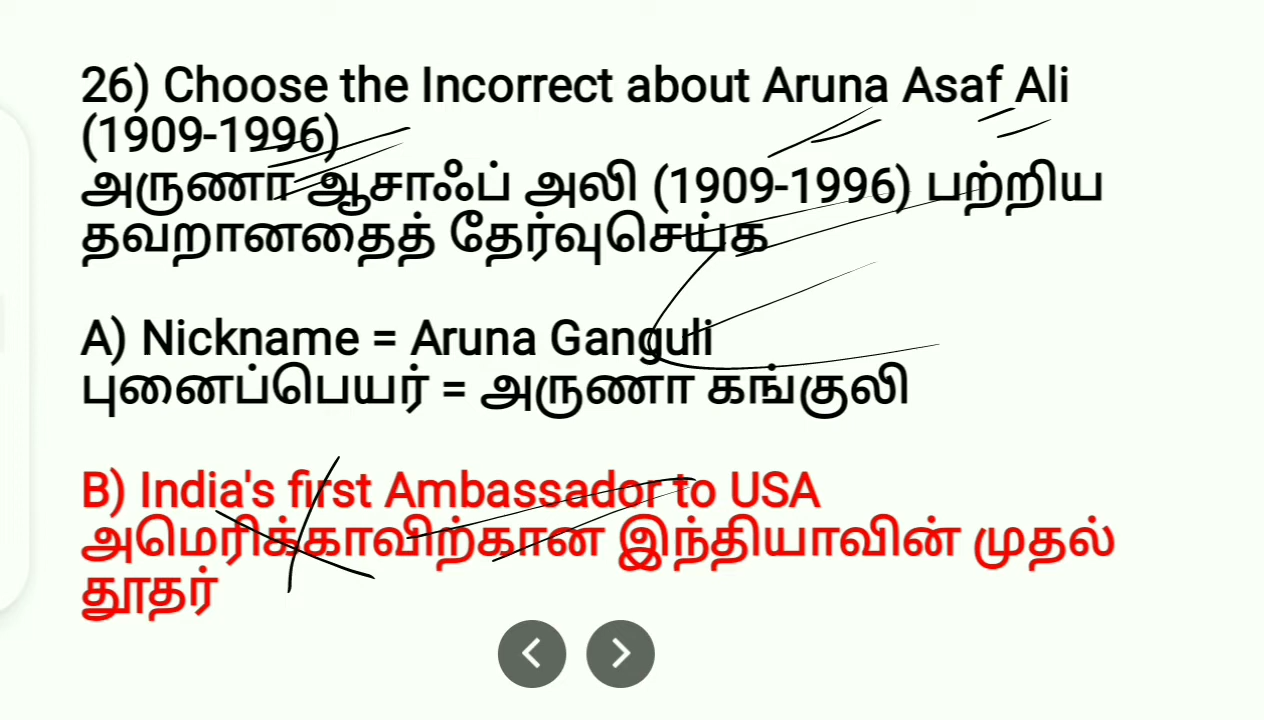 26) Choose the Incorrect about Aruna Asaf Ali
(1909-1996)
அருணா ஆசாஃப் அலி (1909-1996) பற்றிய
தவறானதைத் தேர்வுசெய்க
A) Nickname = Aruna Ganguli
புனைப்பெயர் = அருணா கங்குலி
B) India's first Ambassador to USA
அமெரிக்காவிற்கான இந்தியாவின் முதல்
தூதர்